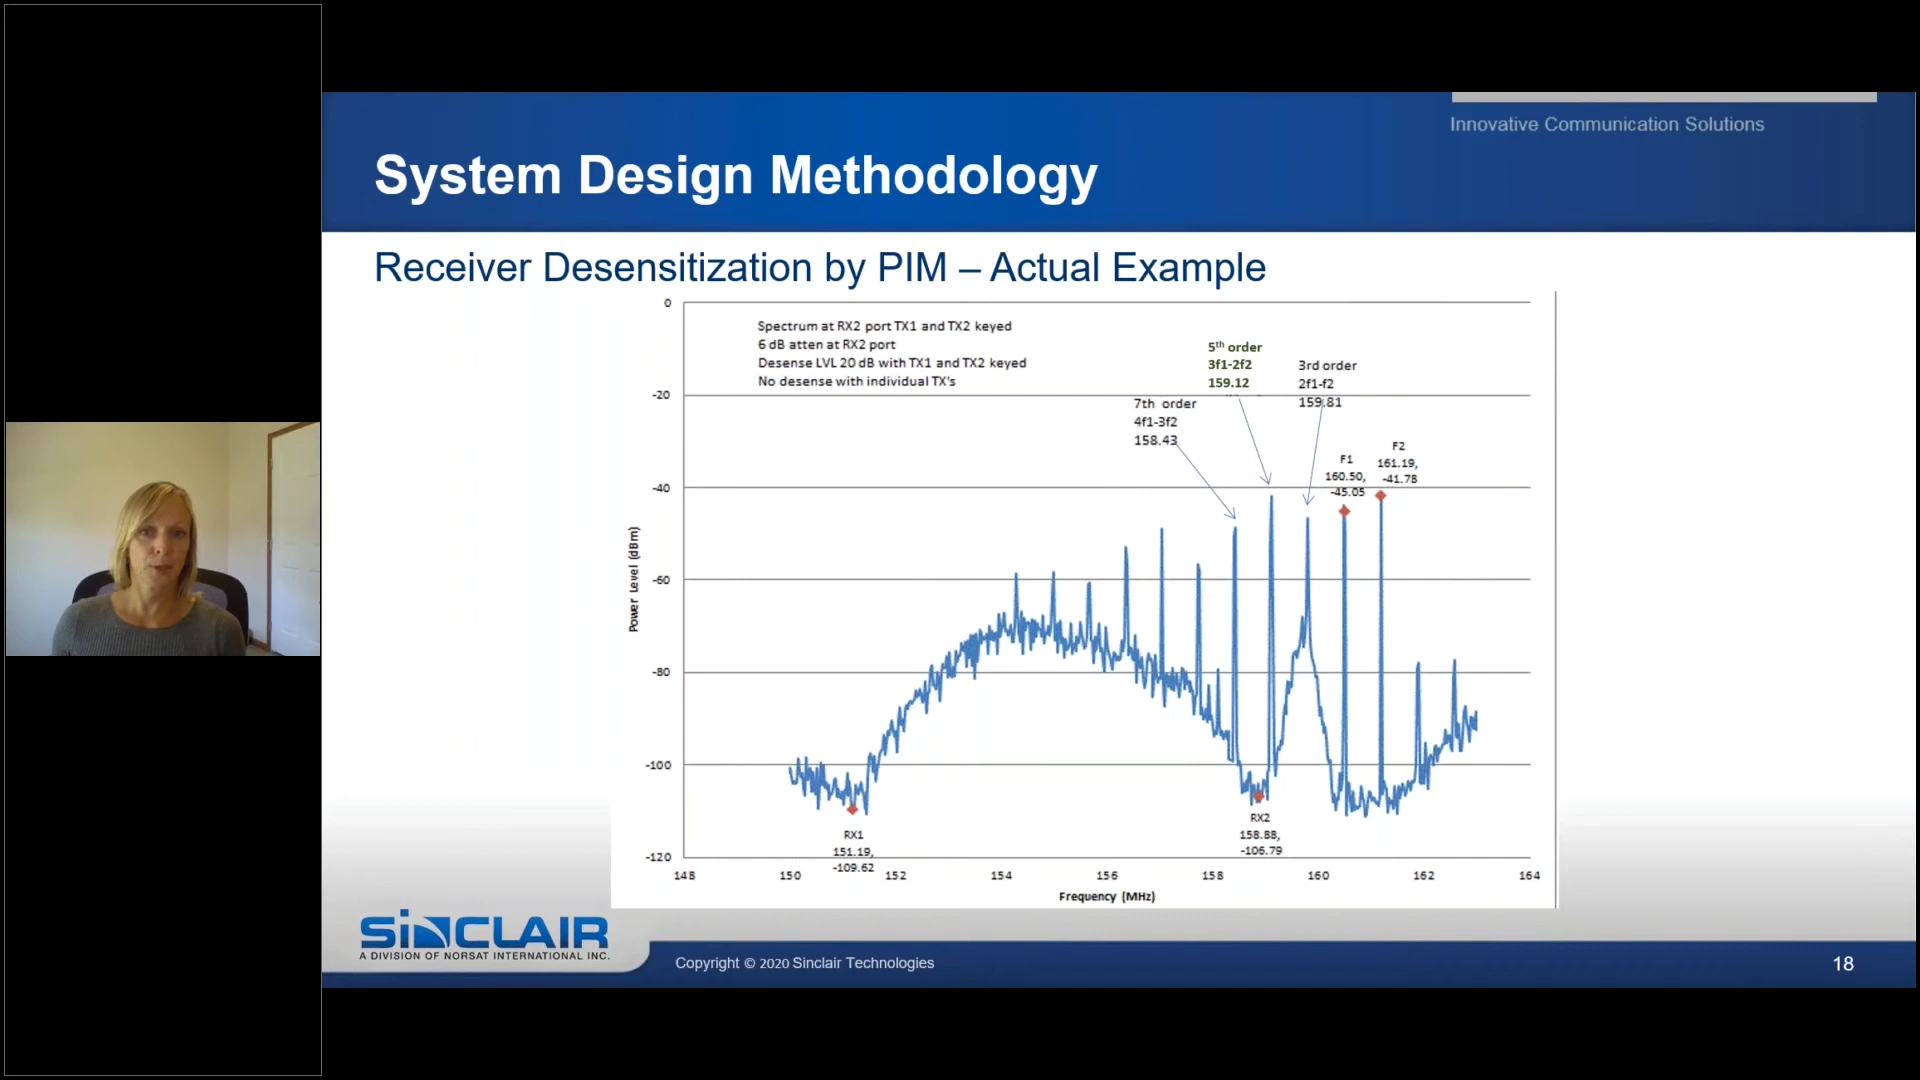 Innovative Communication Solutions
System Design Methodology
Receiver Desensitization by PIM – Actual Example
Spectrum at RX2 port TX1 and TX2 keyed
6 dB atten at RX2 port
Desense LVL 20 dB with TX1 and TX2 keyed
No desense with individual TX's
5th order
3f1-2f2
159.12
3rd order
2f1-f2
159.81
7th order
4f1-3f2
158.43
F1
160.50,
-45.05
F2
161.19,
-41.78
0
-20
-40
-60
-80
-100
-120
Power Level (dBm)
RX1
151.19,
-109.62
RX2
158.88,
-106.79
148
150
152
154
156
158
160
162
164
Frequency (MHz)
SINCLAIR
A DIVISION OF NORSAT INTERNATIONAL INC.
Copyright © 2020 Sinclair Technologies
18